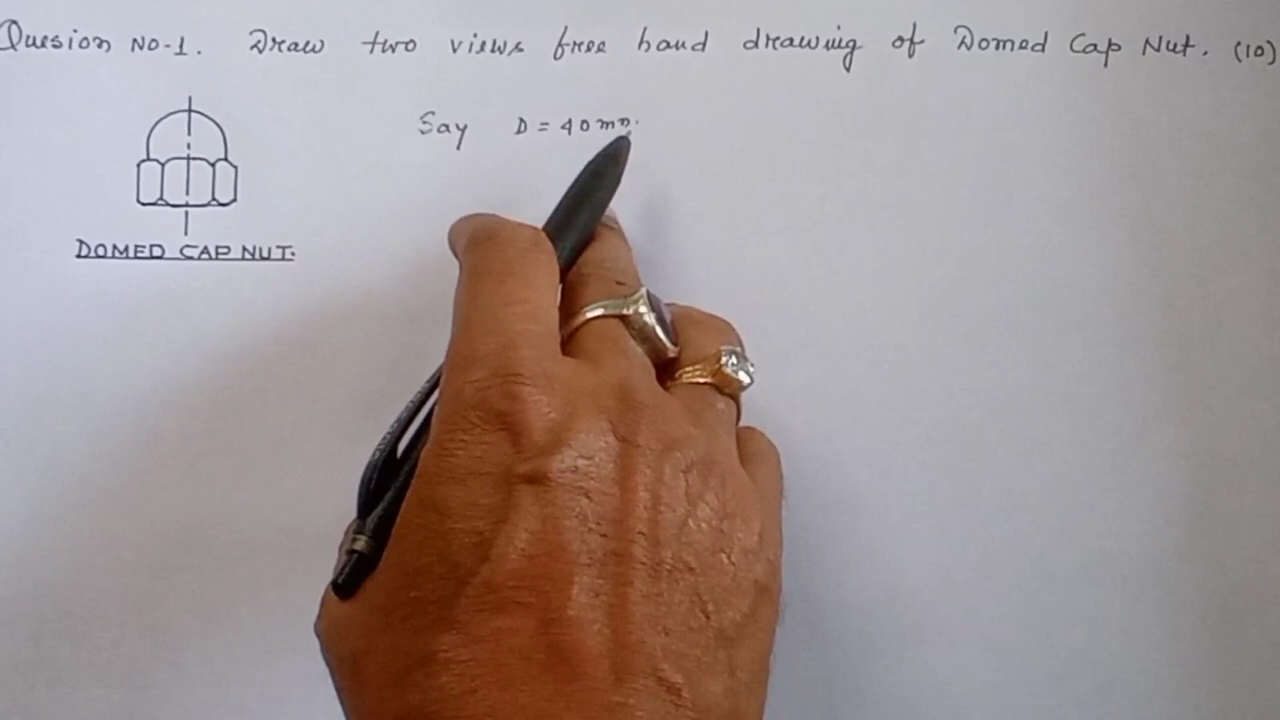 Quesion NO-1. Draw two views free hand drawing of Domed Cap Nut. (10)
Say D = 40mm.
DOMED CAP NUT.